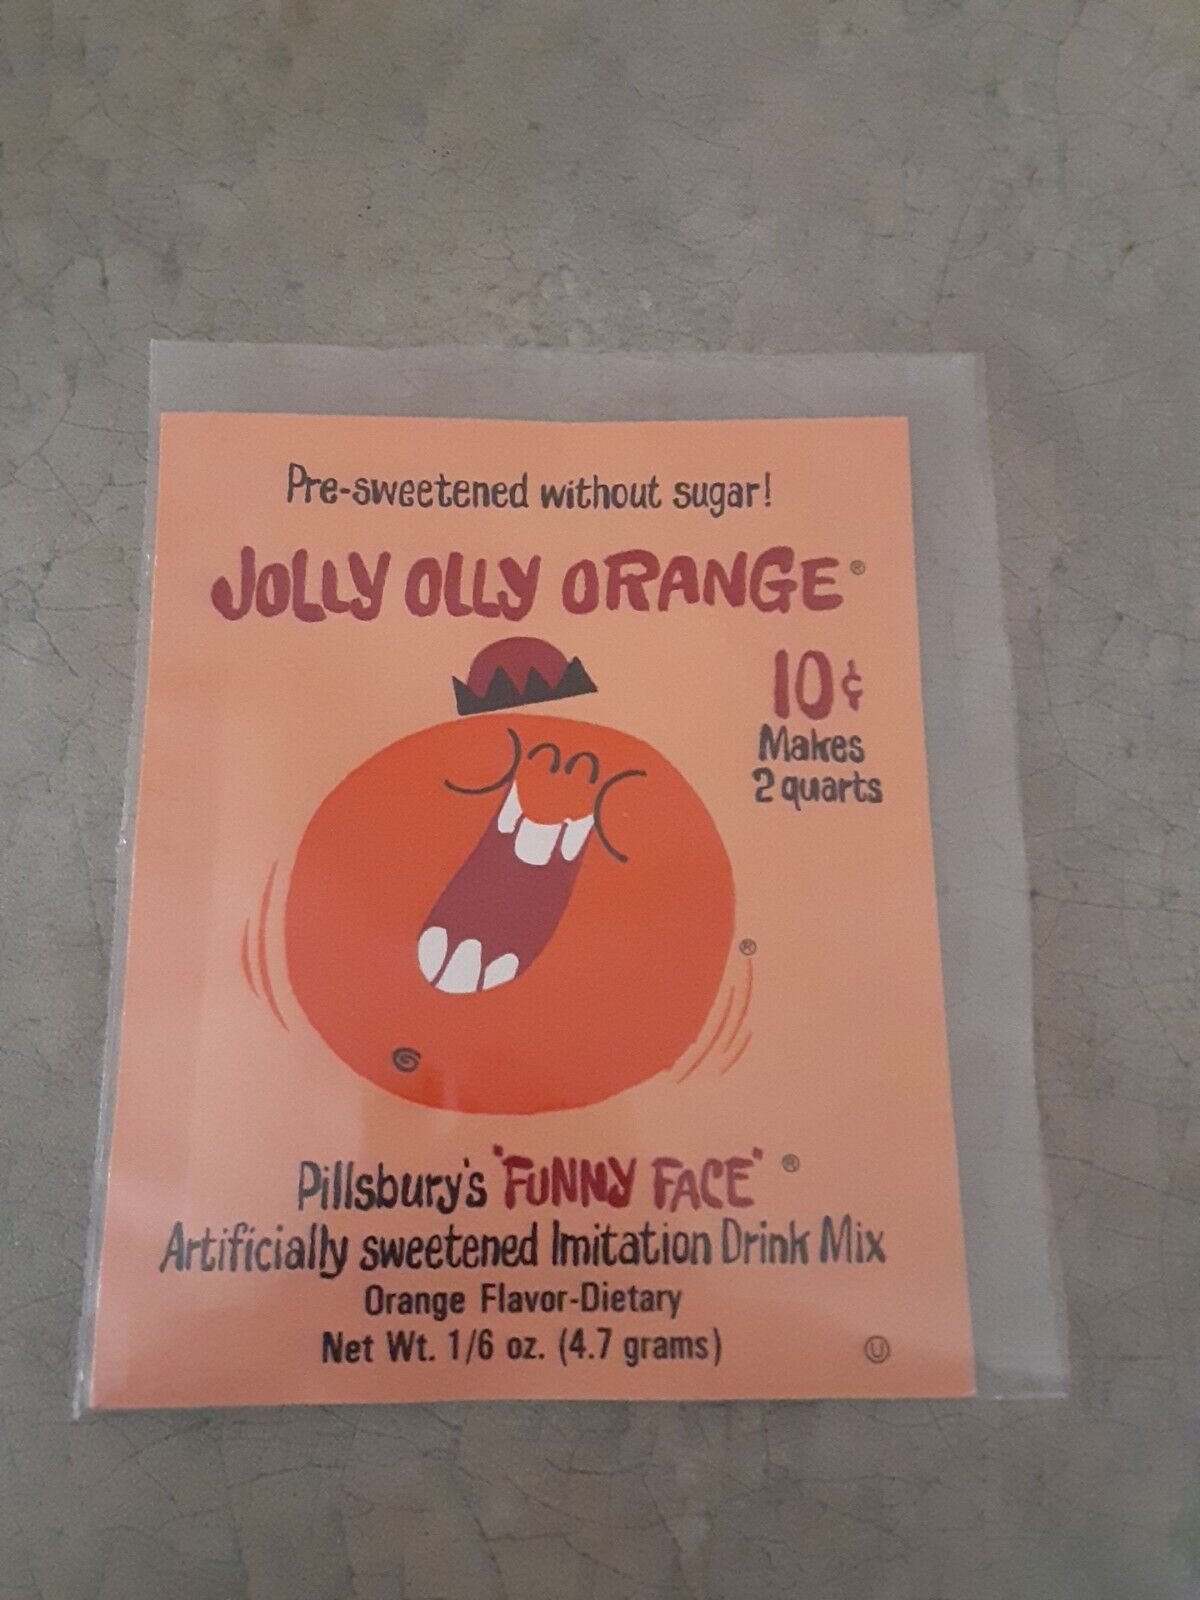 Pre-sweetened without sugar!
JOLLY OLLY ORANGE®
10¢
Makes
2 quarts
®
Pillsbury's "FUNNY FACE" ®
Artificially sweetened Imitation Drink Mix
Orange Flavor-Dietary
Net Wt. 1/6 oz. (4.7 grams)
Ⓤ